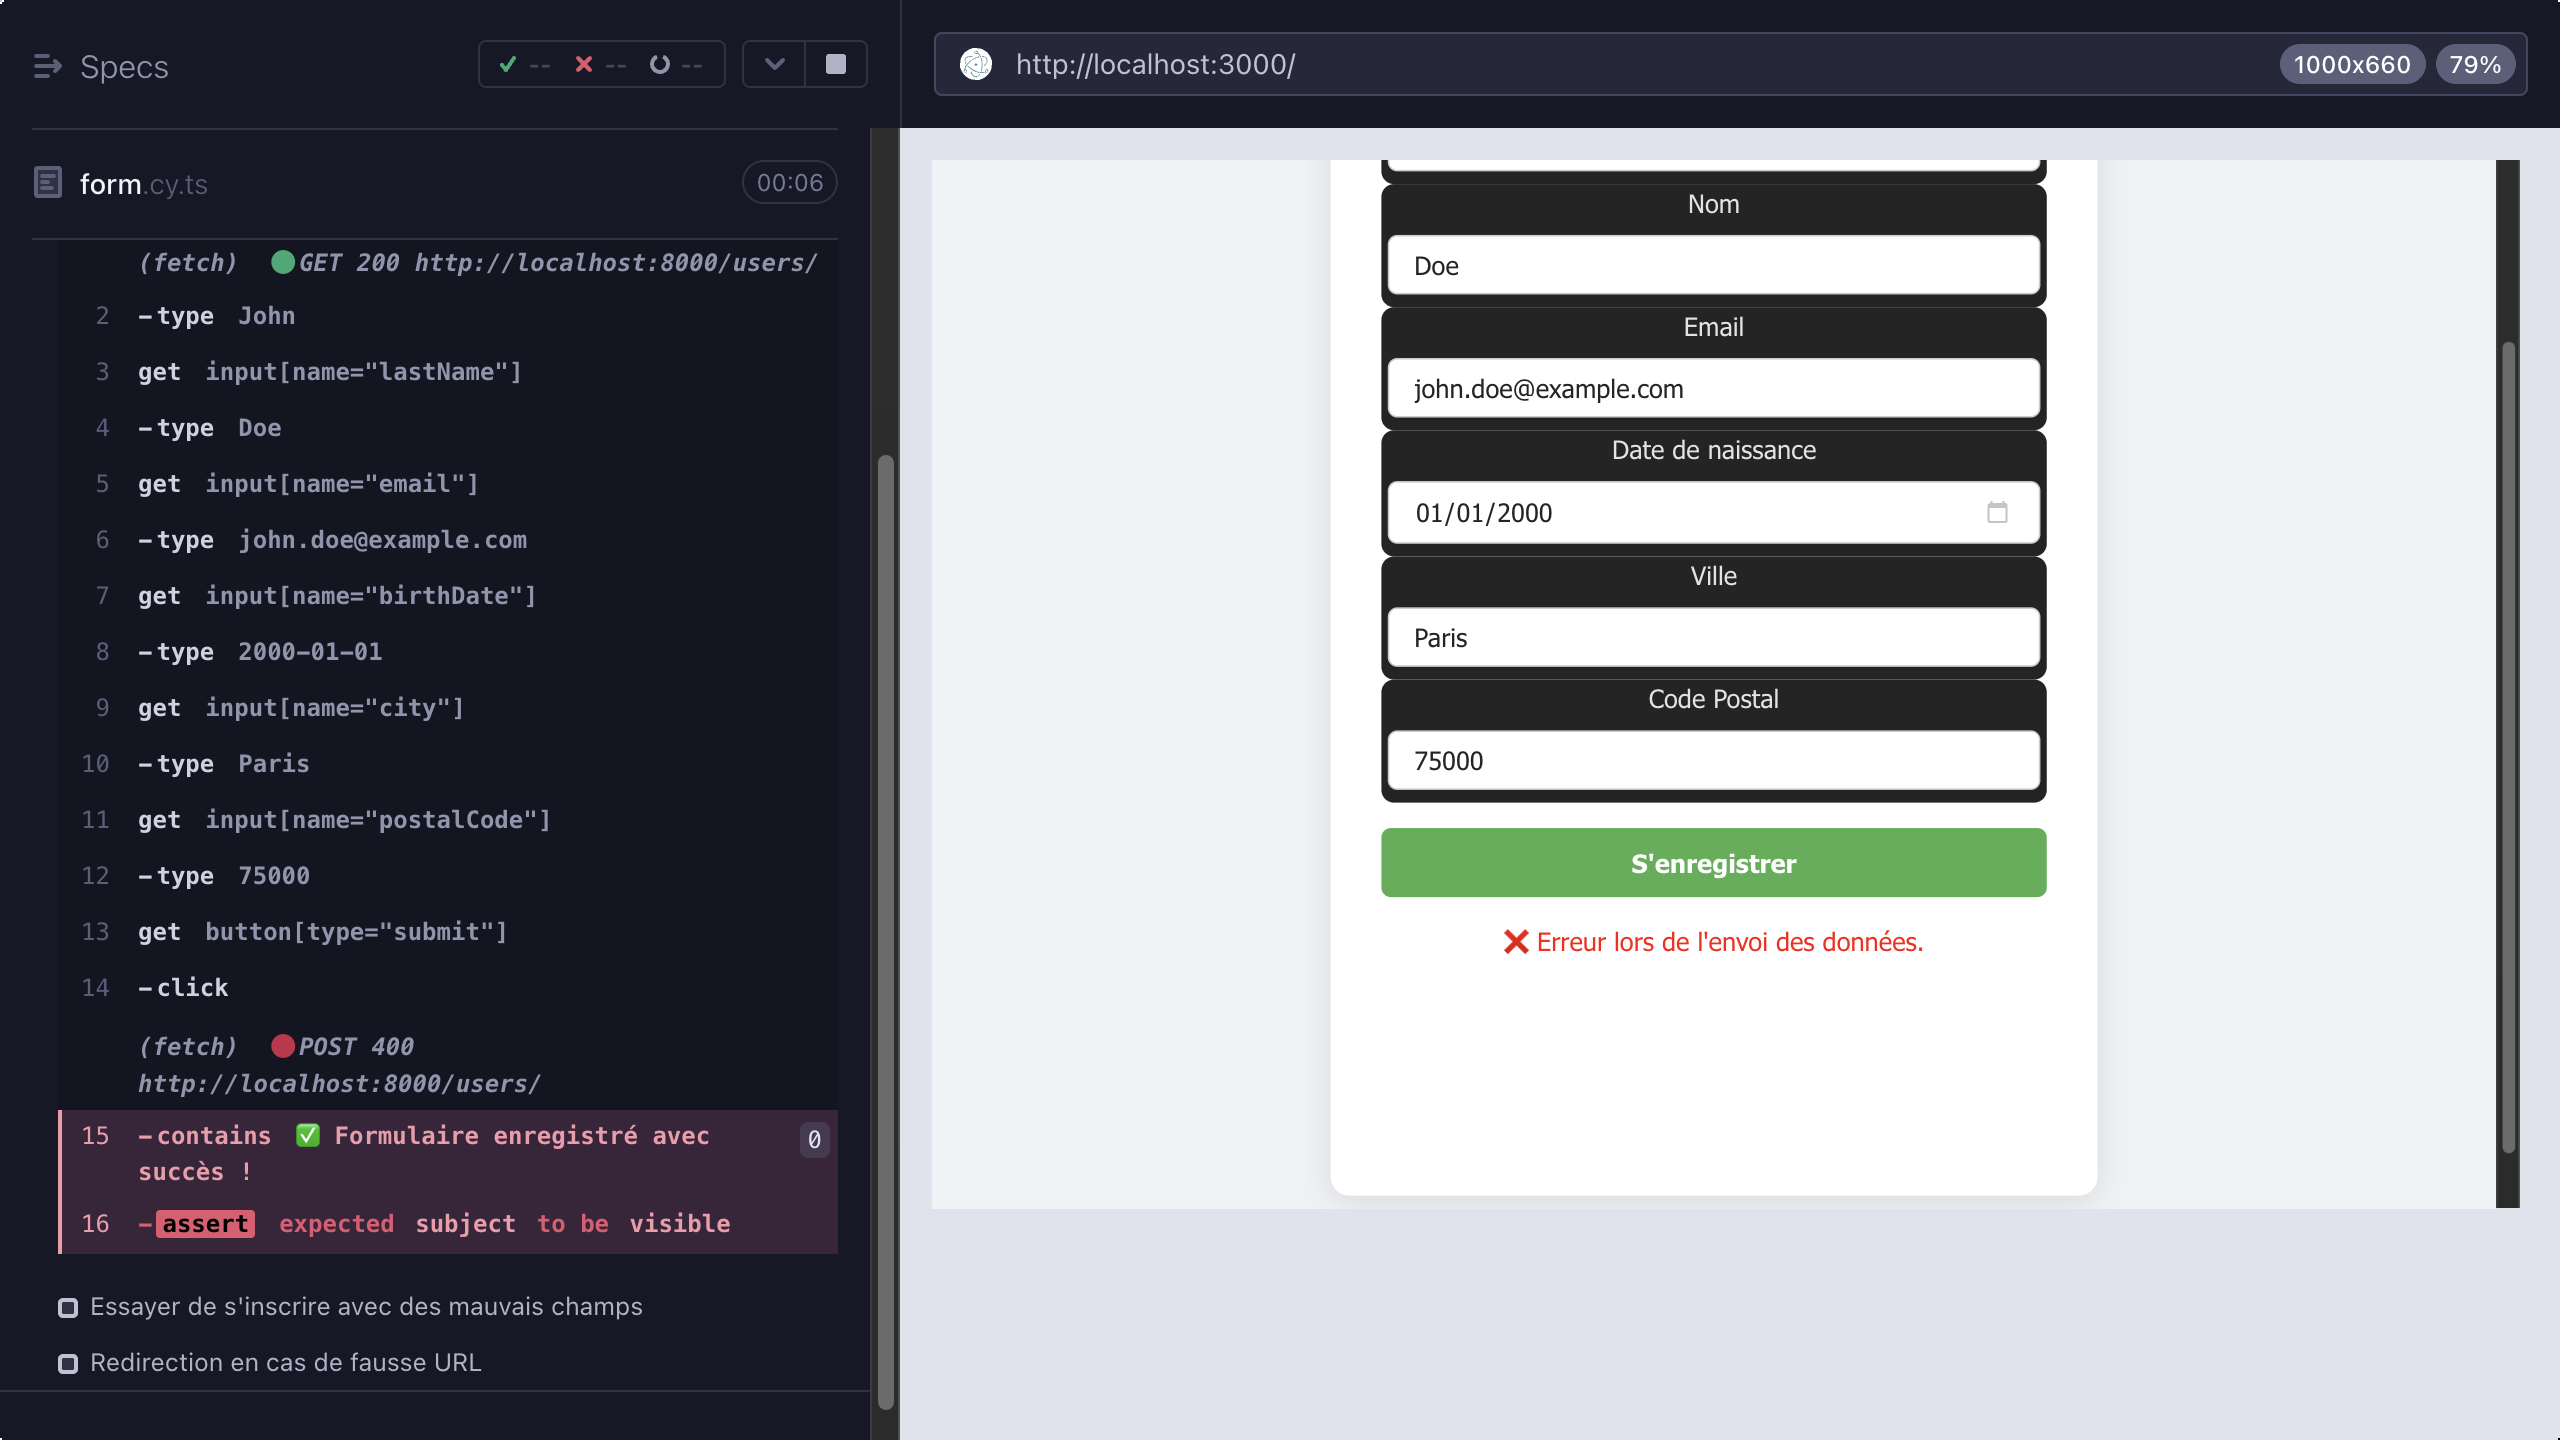 Specs
-- -- --
form.cy.ts
00:06
(fetch) GET 200 http://localhost:8000/users/
2 -type John
3 get input[name="lastName"]
4 -type Doe
5 get input[name="email"]
6 -type john.doe@example.com
7 get input[name="birthDate"]
8 -type 2000-01-01
9 get input[name="city"]
10 -type Paris
11 get input[name="postalCode"]
12 -type 75000
13 get button[type="submit"]
14 -click
(fetch) POST 400
http://localhost:8000/users/
15 -contains ✅ Formulaire enregistré avec
succès !
0
16 -assert expected subject to be visible
Essayer de s'inscrire avec des mauvais champs
Redirection en cas de fausse URL
http://localhost:3000/
1000x660
79%
Nom
Doe
Email
john.doe@example.com
Date de naissance
01/01/2000
Ville
Paris
Code Postal
75000
S'enregistrer
❌ Erreur lors de l'envoi des données.